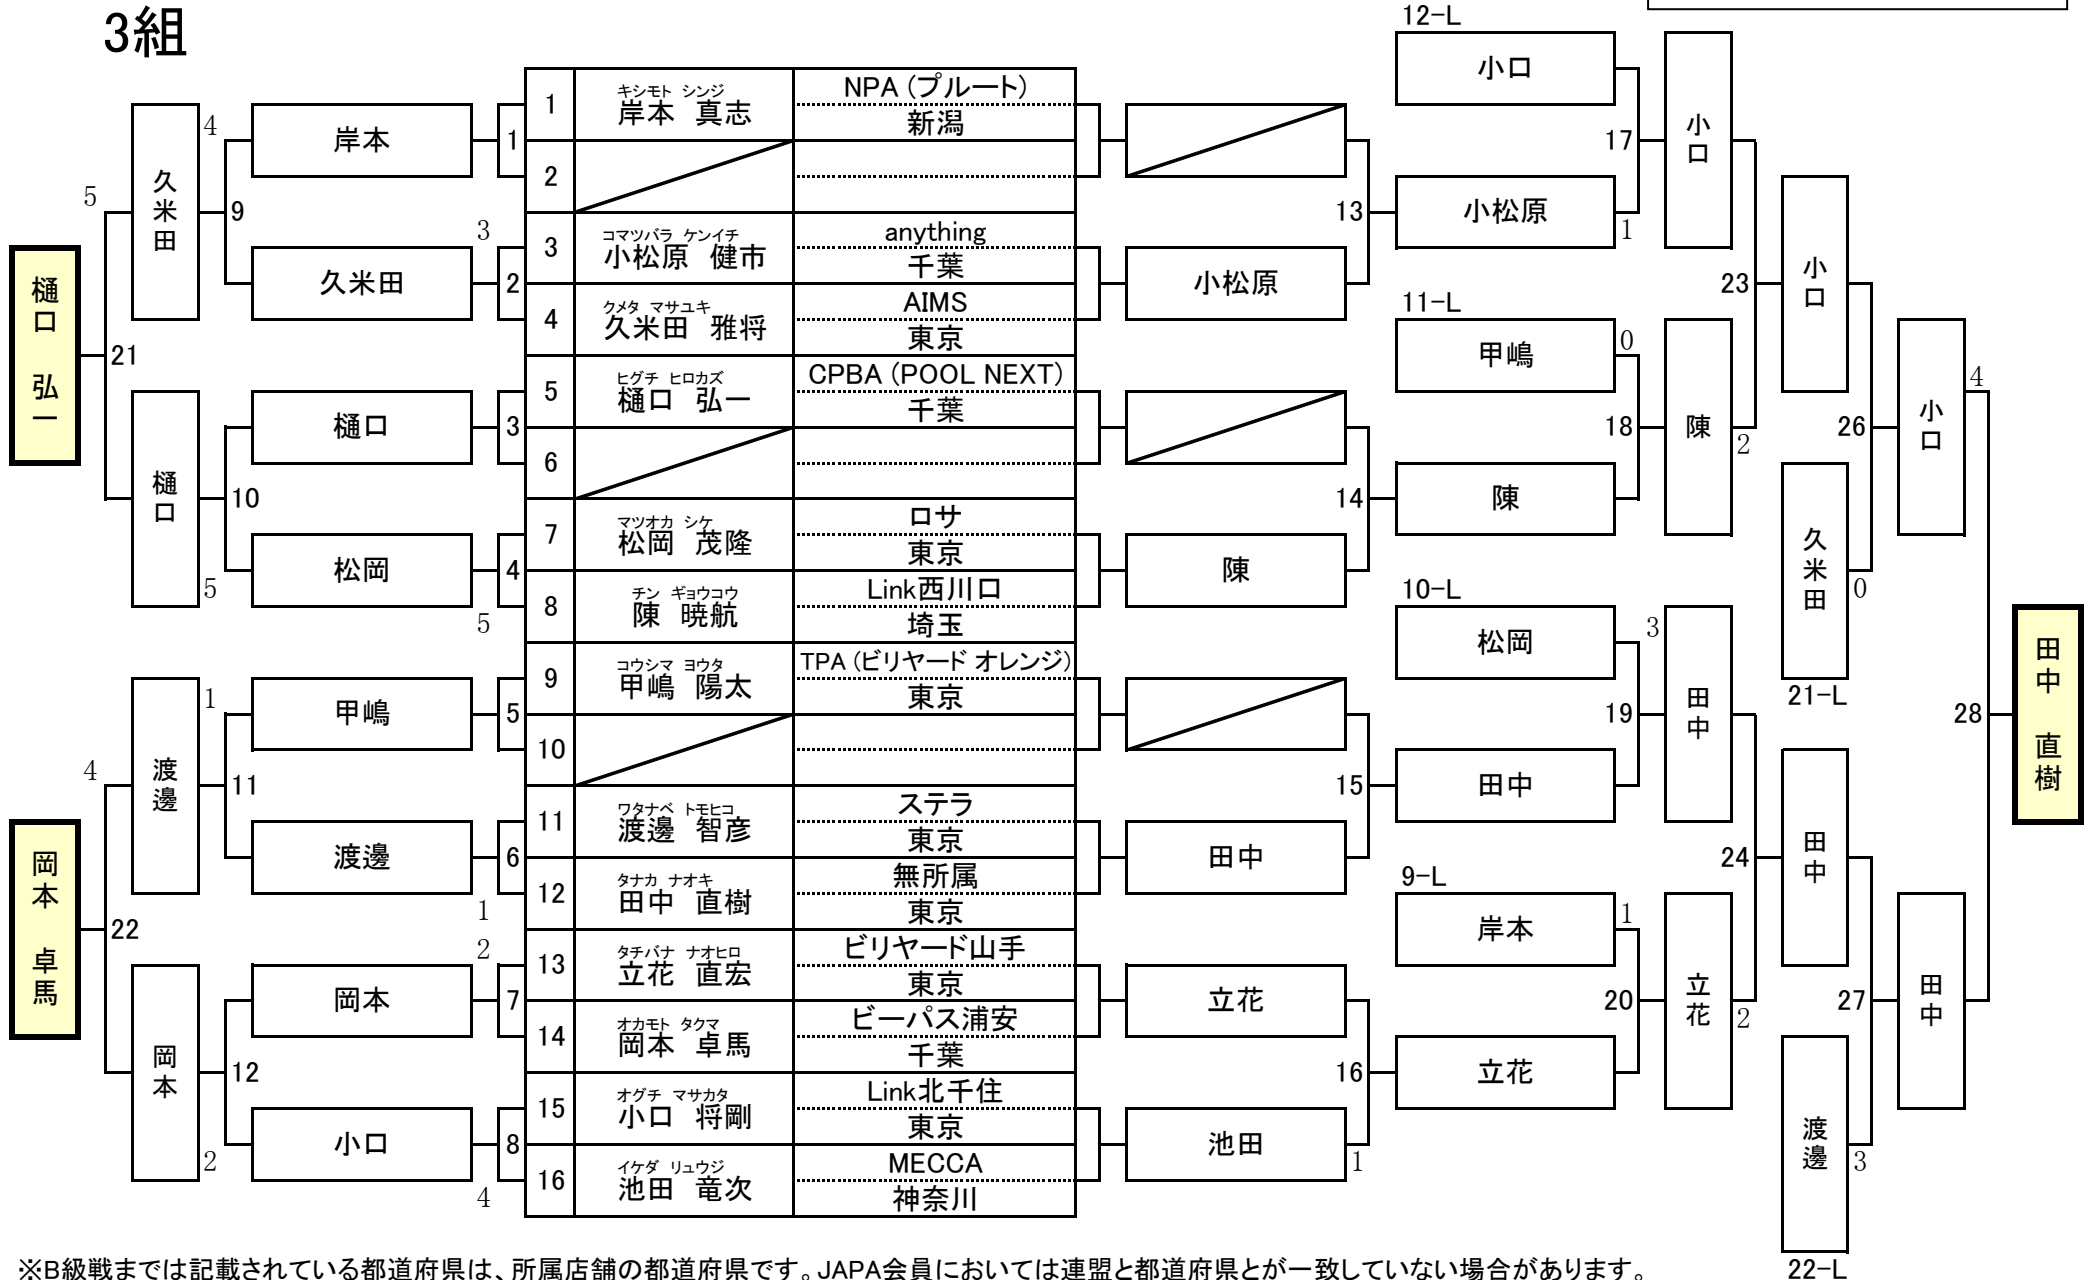 3組
樋口 弘一
岡本 卓馬
5
4
久米田
樋口
渡邊
岡本
21
22
4
5
1
2
9
10
11
12
岸本
久米田
樋口
松岡
甲嶋
渡邊
岡本
小口
3
5
1
2
4
1
2
3
4
5
6
7
8
1 キシモト シンジ 岸本 真志 NPA (プルート) 新潟
2
3 コマツバラ ケンイチ 小松原 健市 anything 千葉
4 クメタ マサユキ 久米田 雅将 AIMS 東京
5 ヒグチ ヒロカズ 樋口 弘一 CPBA (POOL NEXT) 千葉
6
7 マツオカ シケ 松岡 茂隆 ロサ 東京
8 チン ギョウコウ 陳 暁航 Link西川口 埼玉
9 コウシマ ヨウタ 甲嶋 陽太 TPA (ビリヤード オレンジ) 東京
10
11 ワタナベ トモヒコ 渡邊 智彦 ステラ 東京
12 タナカ ナオキ 田中 直樹 無所属 東京
13 タチバナ ナオヒロ 立花 直宏 ビリヤード山手 東京
14 オカモト タクマ 岡本 卓馬 ビーパス浦安 千葉
15 オグチ マサカタ 小口 将剛 Link北千住 東京
16 イケダ リュウジ 池田 竜次 MECCA 神奈川
小松原
陳
田中
立花
池田
1
13
14
15
16
12-L
小口
小松原
1
11-L
甲嶋
0
陳
10-L
松岡
3
田中
9-L
岸本
1
立花
17
18
19
20
小口
陳
2
田中
立花
2
23
24
小口
久米田
0
21-L
田中
渡邊
3
22-L
26
27
小口
4
田中
28
田中 直樹
※B級戦までは記載されている都道府県は、所属店舗の都道府県です。JAPA会員においては連盟と都道府県とが一致していない場合があります。